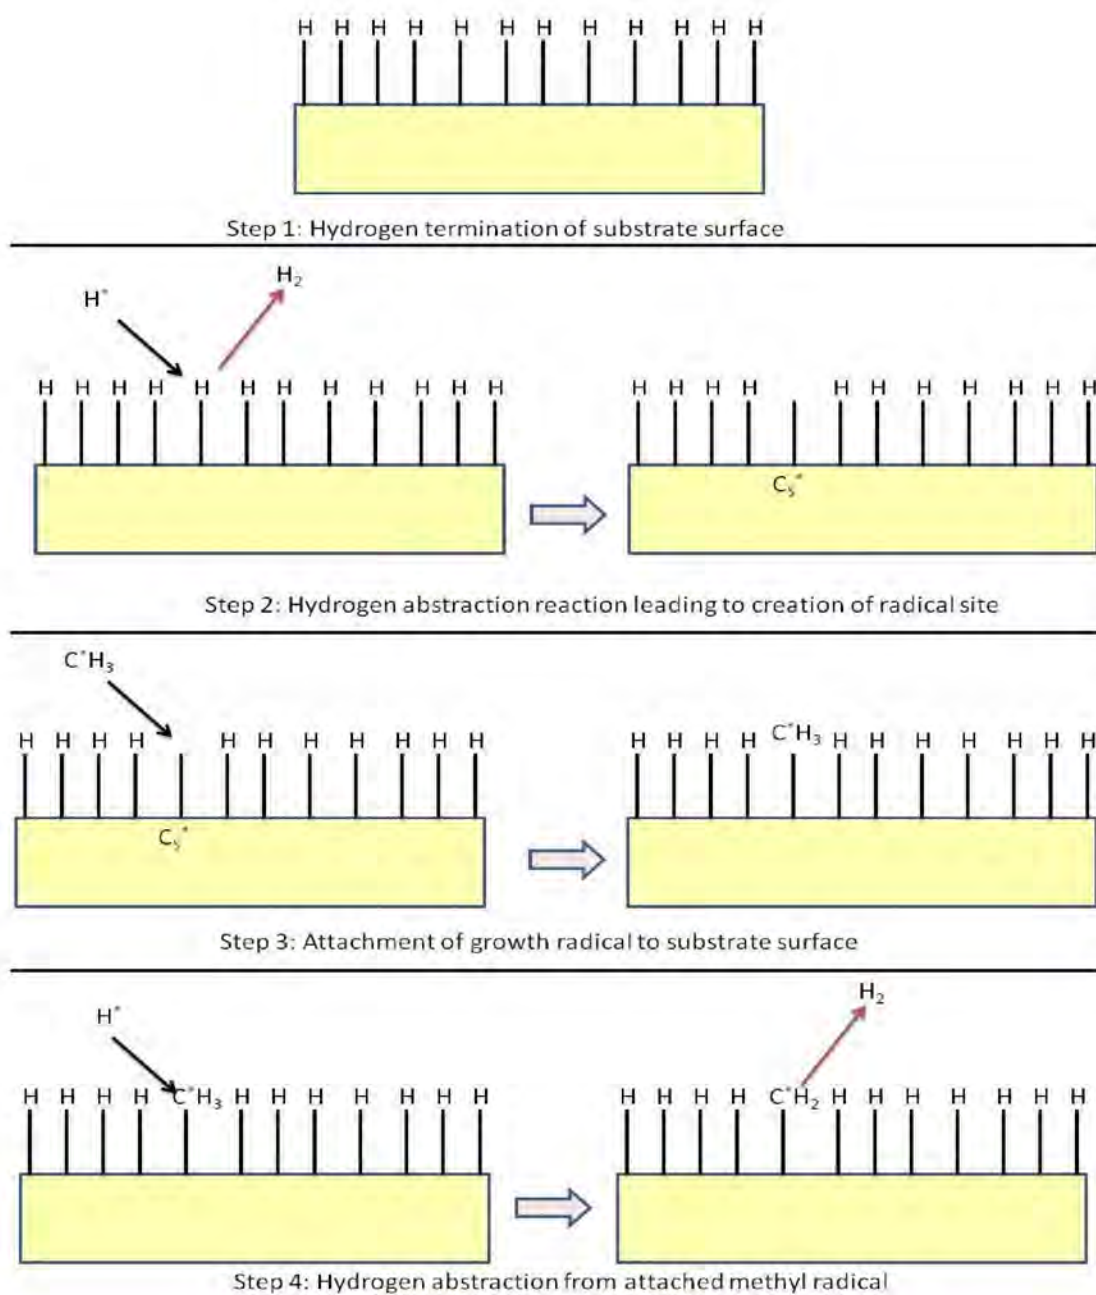 H H H H H H H H H H H H
Step 1: Hydrogen termination of substrate surface
H₂
H*
H H H H H H H H H H H H H H H H H H H H H H H
Cₛ*
Step 2: Hydrogen abstraction reaction leading to creation of radical site
C*H₃
H H H H H H H H H H H H H H H C*H₃ H H H H H H H
Cₛ*
Step 3: Attachment of growth radical to substrate surface
H₂
H*
H H H H C*H₃ H H H H H H H H H H H C*H₂ H H H H H H H
Step 4: Hydrogen abstraction from attached methyl radical